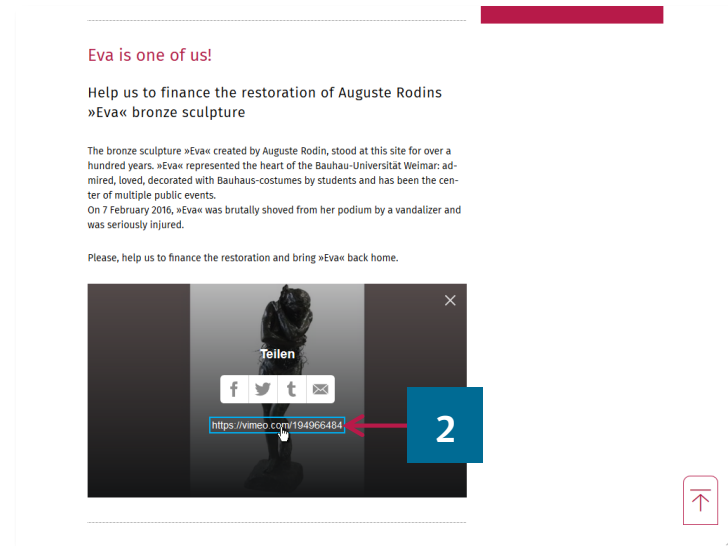 Eva is one of us!
Help us to finance the restoration of Auguste Rodins
»Eva« bronze sculpture
The bronze sculpture »Eva« created by Auguste Rodin, stood at this site for over a
hundred years. »Eva« represented the heart of the Bauhau-Universität Weimar: ad-
mired, loved, decorated with Bauhaus-costumes by students and has been the cen-
ter of multiple public events.
On 7 February 2016, »Eva« was brutally shoved from her podium by a vandalizer and
was seriously injured.
Please, help us to finance the restoration and bring »Eva« back home.
Teilen
https://vimeo.com/194966484
2